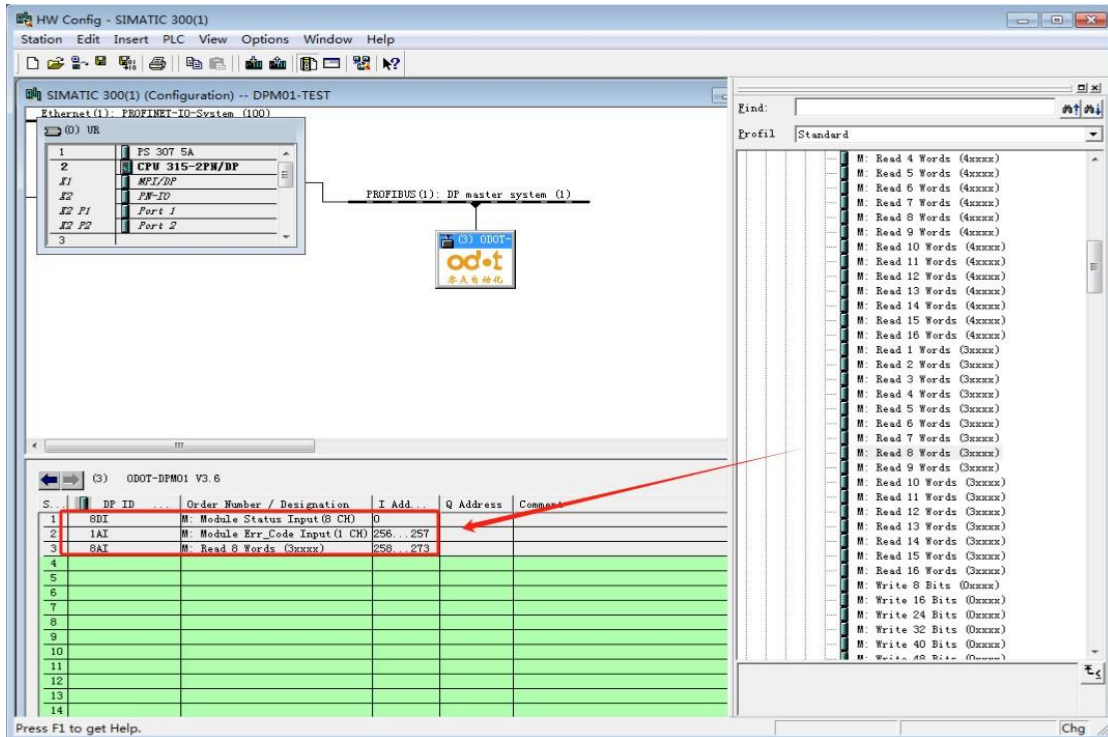 HW Config - SIMATIC 300(1)
Station Edit Insert PLC View Options Window Help
SIMATIC 300(1) (Configuration) -- DPM01-TEST
Ethernet(1): PROFINET-IO-System (100)
(0) UR
1 PS 307 5A
2 CPU 315-2PN/DP
X1 MPI/DP
X2 PN-IO
X2 P1 Port 1
X2 P2 Port 2
3
PROFIBUS(1): DP master system (1)
(3) ODOT-
odot
零点自动化
(3) ODOT-DPM01 V3.6
S... DP ID ... Order Number / Designation I Add... Q Address Comment
1 8DI M: Module Status Input(8 CH) 0
2 1AI M: Module Err_Code Input(1 CH) 256...257
3 8AI M: Read 8 Words (3xxxx) 258...273
4
5
6
7
8
9
10
11
12
13
14
Find:
Profil Standard
M: Read 4 Words (4xxxx)
M: Read 5 Words (4xxxx)
M: Read 6 Words (4xxxx)
M: Read 7 Words (4xxxx)
M: Read 8 Words (4xxxx)
M: Read 9 Words (4xxxx)
M: Read 10 Words (4xxxx)
M: Read 11 Words (4xxxx)
M: Read 12 Words (4xxxx)
M: Read 13 Words (4xxxx)
M: Read 14 Words (4xxxx)
M: Read 15 Words (4xxxx)
M: Read 16 Words (4xxxx)
M: Read 1 Words (3xxxx)
M: Read 2 Words (3xxxx)
M: Read 3 Words (3xxxx)
M: Read 4 Words (3xxxx)
M: Read 5 Words (3xxxx)
M: Read 6 Words (3xxxx)
M: Read 7 Words (3xxxx)
M: Read 8 Words (3xxxx)
M: Read 9 Words (3xxxx)
M: Read 10 Words (3xxxx)
M: Read 11 Words (3xxxx)
M: Read 12 Words (3xxxx)
M: Read 13 Words (3xxxx)
M: Read 14 Words (3xxxx)
M: Read 15 Words (3xxxx)
M: Read 16 Words (3xxxx)
M: Write 8 Bits (0xxxx)
M: Write 16 Bits (0xxxx)
M: Write 24 Bits (0xxxx)
M: Write 32 Bits (0xxxx)
M: Write 40 Bits (0xxxx)
M: Write 48 Bits (0xxxx)
Press F1 to get Help.
Chg